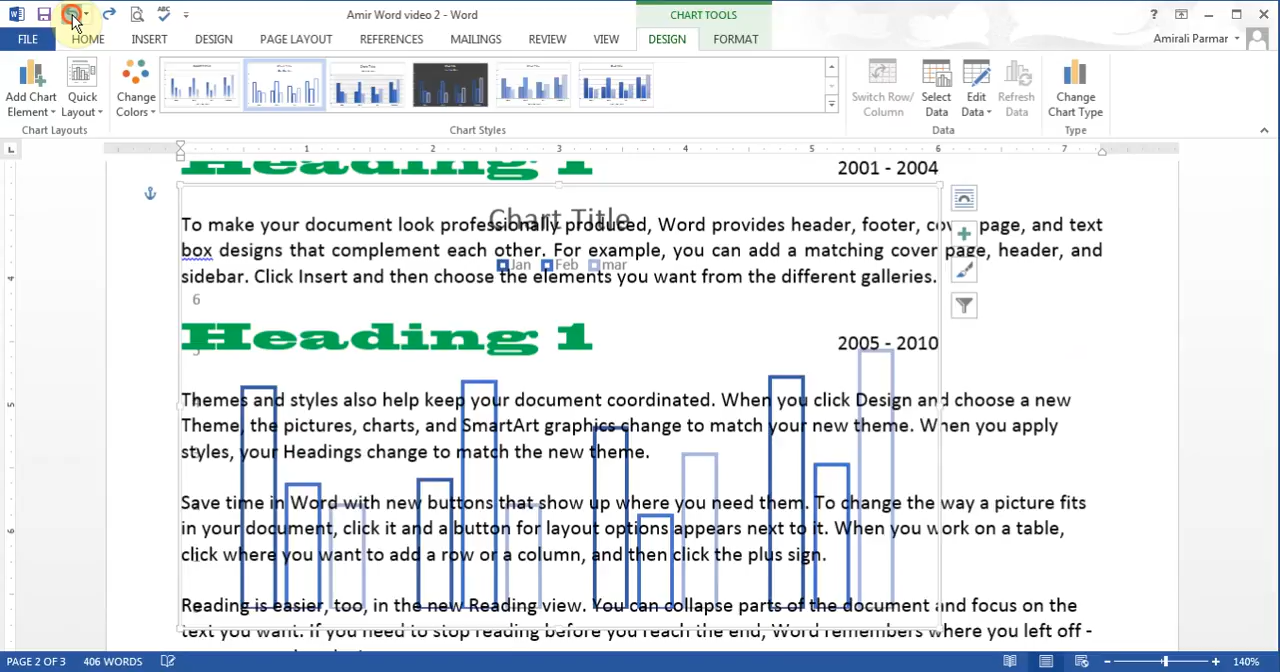 Amir Word video 2 - Word
CHART TOOLS
?
FILE HOME INSERT DESIGN PAGE LAYOUT REFERENCES MAILINGS REVIEW VIEW DESIGN FORMAT
Amirali Parmar
Add Chart Element
Quick Layout
Change Colors
Switch Row/ Column
Select Data
Edit Data
Refresh Data
Change Chart Type
Chart Layouts
Chart Styles
Data
Type
1 2 3 4 5 6 7
Heading 1 2001 - 2004
Chart Title
To make your document look professionally produced, Word provides header, footer, cover page, and text
box designs that complement each other. For example, you can add a matching cover page, header, and
Jan Feb mar
sidebar. Click Insert and then choose the elements you want from the different galleries.
6
Heading 1 2005 - 2010
5
Themes and styles also help keep your document coordinated. When you click Design and choose a new
Theme, the pictures, charts, and SmartArt graphics change to match your new theme. When you apply
styles, your Headings change to match the new theme.
Save time in Word with new buttons that show up where you need them. To change the way a picture fits
in your document, click it and a button for layout options appears next to it. When you work on a table,
click where you want to add a row or a column, and then click the plus sign.
Reading is easier, too, in the new Reading view. You can collapse parts of the document and focus on the
text you want. If you need to stop reading before you reach the end, Word remembers where you left off -
PAGE 2 OF 3 406 WORDS 140%